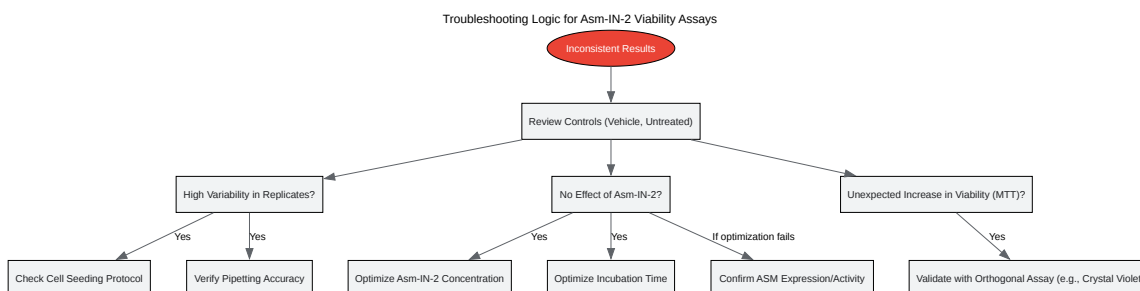 Troubleshooting Logic for Asm-IN-2 Viability Assays
Inconsistent Results
Review Controls (Vehicle, Untreated)
High Variability in Replicates?
No Effect of Asm-IN-2?
Unexpected Increase in Viability (MTT)?
Yes
Yes
Yes
Yes
If optimization fails
Yes
Check Cell Seeding Protocol
Verify Pipetting Accuracy
Optimize Asm-IN-2 Concentration
Optimize Incubation Time
Confirm ASM Expression/Activity
Validate with Orthogonal Assay (e.g., Crystal Violet